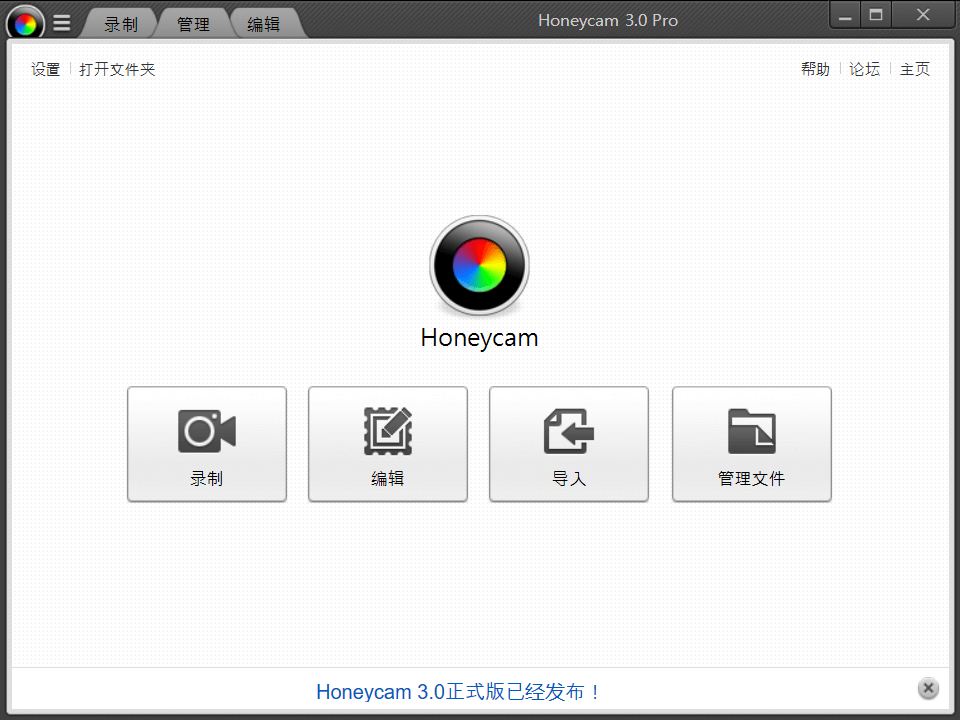 录制 管理 编辑 Honeycam 3.0 Pro
设置 打开文件夹 帮助 论坛 主页
Honeycam
录制 编辑 导入 管理文件
Honeycam 3.0正式版已经发布！